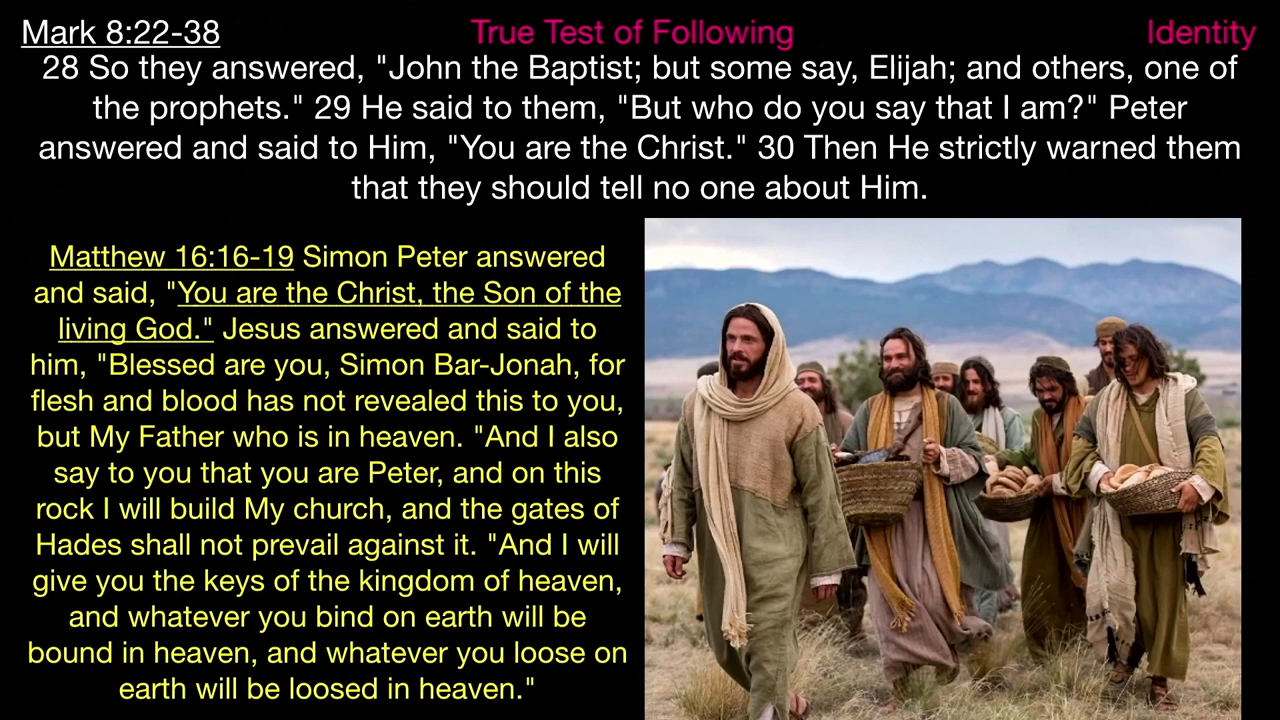 Mark 8:22-38 True Test of Following Identity
28 So they answered, "John the Baptist; but some say, Elijah; and others, one of
the prophets." 29 He said to them, "But who do you say that I am?" Peter
answered and said to Him, "You are the Christ." 30 Then He strictly warned them
that they should tell no one about Him.
Matthew 16:16-19 Simon Peter answered
and said, "You are the Christ, the Son of the
living God." Jesus answered and said to
him, "Blessed are you, Simon Bar-Jonah, for
flesh and blood has not revealed this to you,
but My Father who is in heaven. "And I also
say to you that you are Peter, and on this
rock I will build My church, and the gates of
Hades shall not prevail against it. "And I will
give you the keys of the kingdom of heaven,
and whatever you bind on earth will be
bound in heaven, and whatever you loose on
earth will be loosed in heaven."